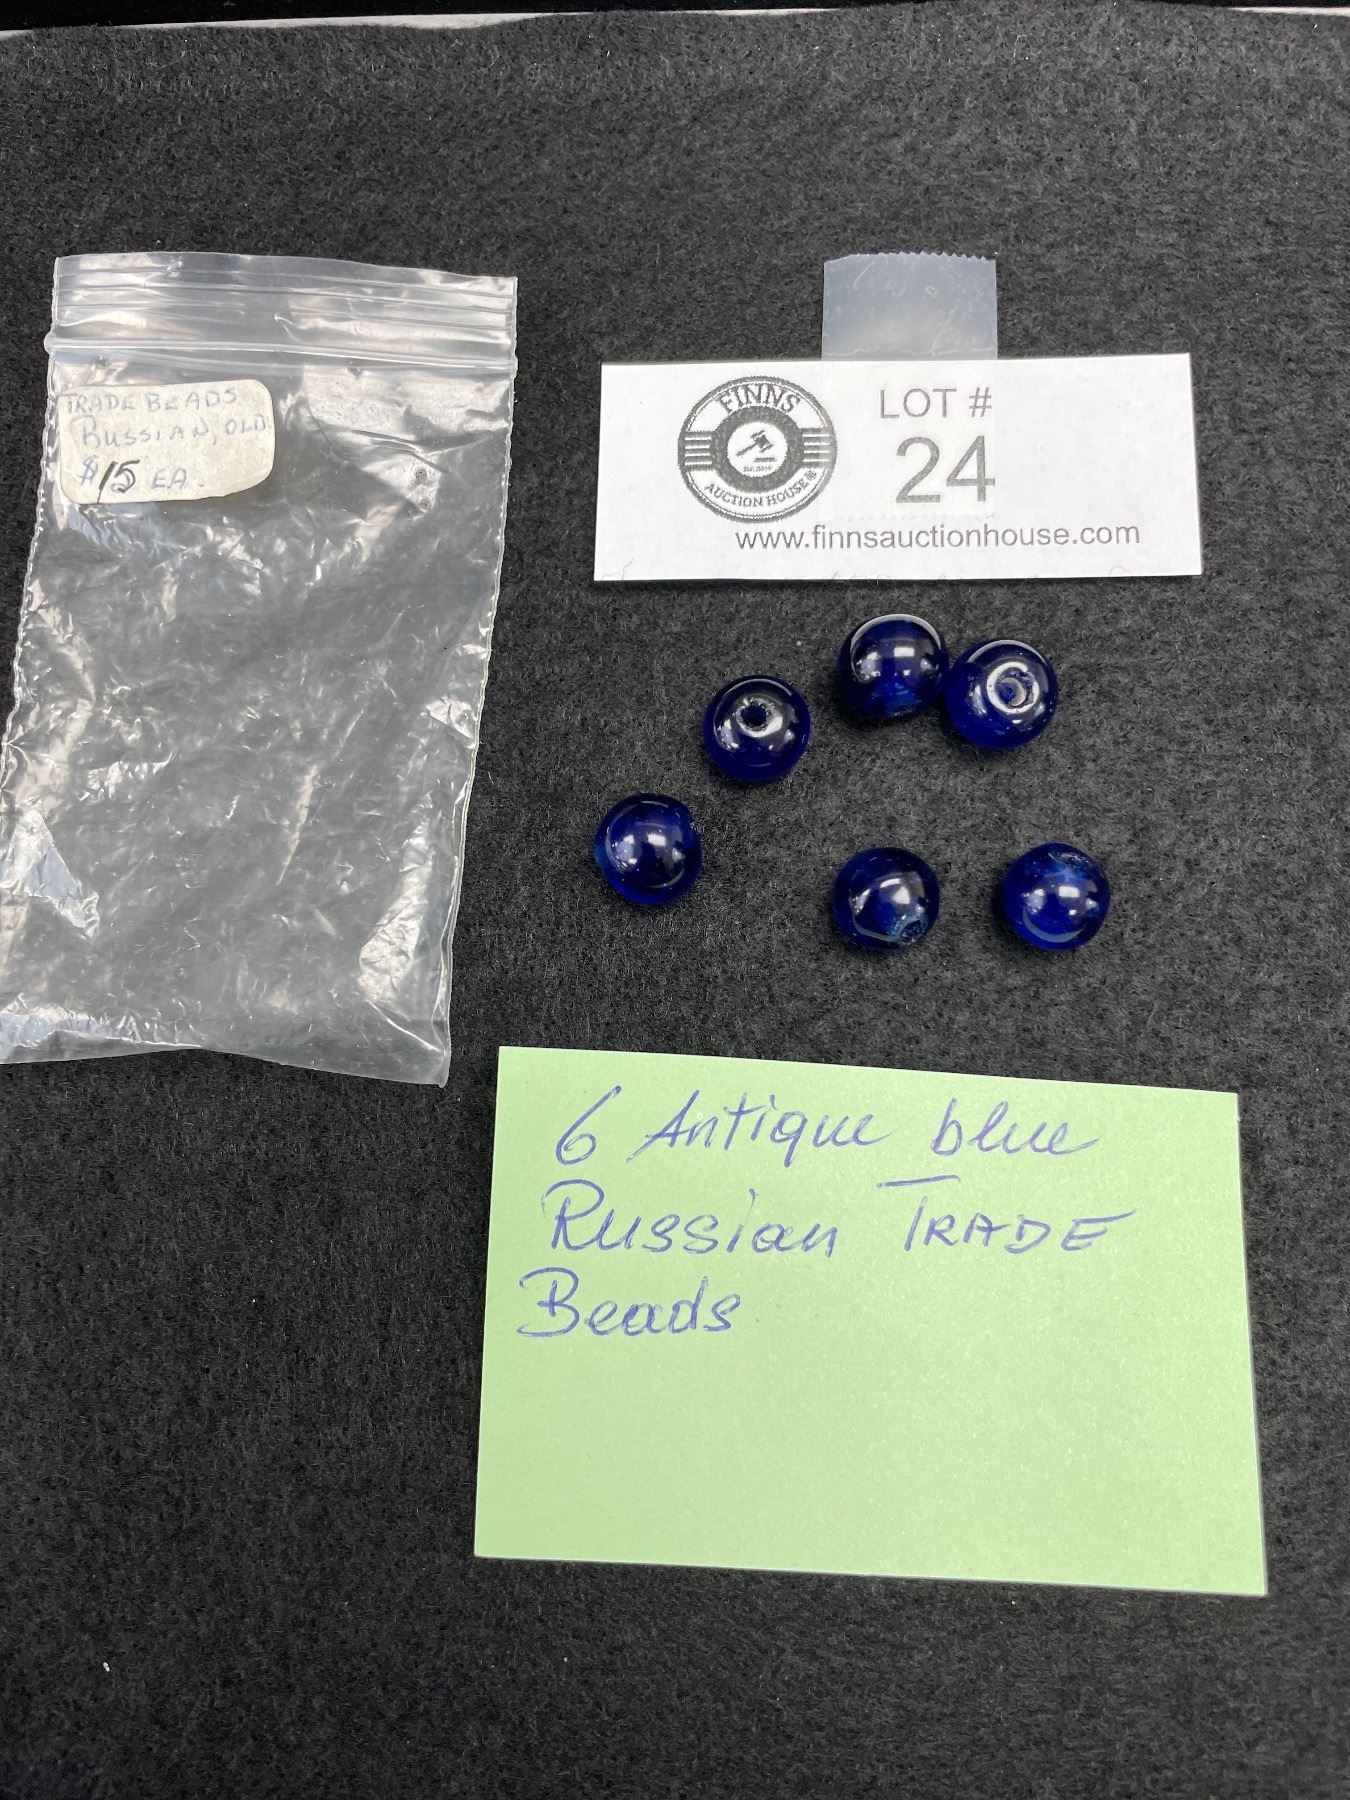 TRADE BEADS
RUSSIAN, OLD
$15 EA.
FINNS
AUCTION HOUSE
LOT #
24
www.finnsauctionhouse.com
6 Antique blue
Russian TRADE
Beads